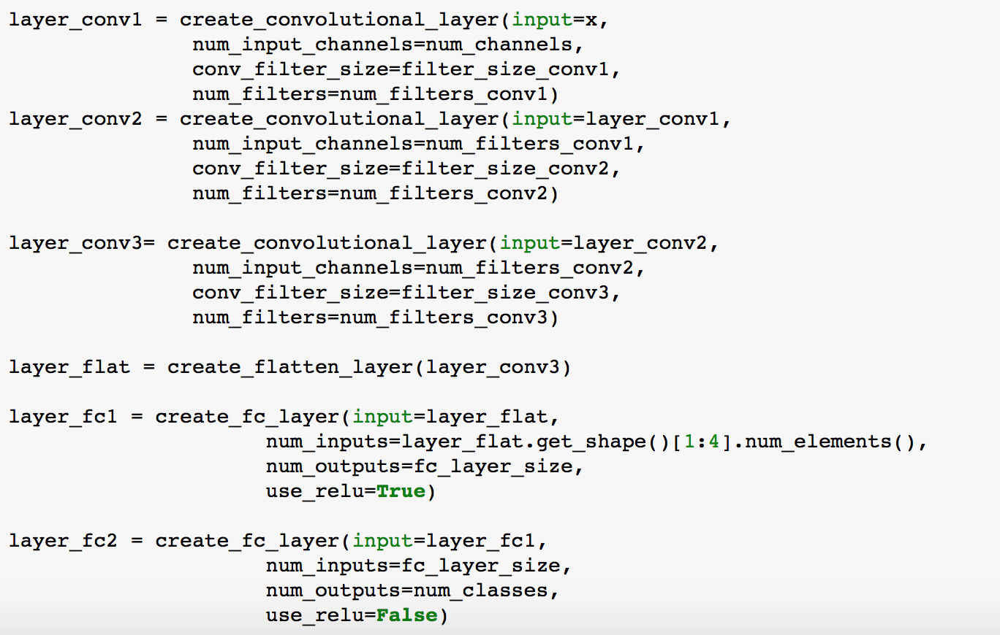 layer_conv1 = create_convolutional_layer(input=x,
num_input_channels=num_channels,
conv_filter_size=filter_size_conv1,
num_filters=num_filters_conv1)
layer_conv2 = create_convolutional_layer(input=layer_conv1,
num_input_channels=num_filters_conv1,
conv_filter_size=filter_size_conv2,
num_filters=num_filters_conv2)
layer_conv3= create_convolutional_layer(input=layer_conv2,
num_input_channels=num_filters_conv2,
conv_filter_size=filter_size_conv3,
num_filters=num_filters_conv3)
layer_flat = create_flatten_layer(layer_conv3)
layer_fc1 = create_fc_layer(input=layer_flat,
num_inputs=layer_flat.get_shape()[1:4].num_elements(),
num_outputs=fc_layer_size,
use_relu=True)
layer_fc2 = create_fc_layer(input=layer_fc1,
num_inputs=fc_layer_size,
num_outputs=num_classes,
use_relu=False)